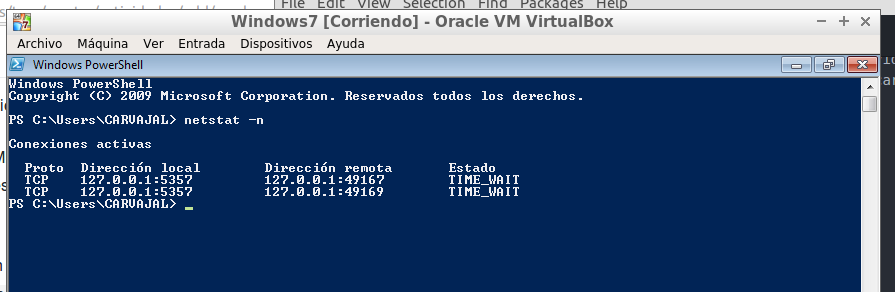 File Edit View Selection Find Packages Help
Windows7 [Corriendo] - Oracle VM VirtualBox
Archivo Máquina Ver Entrada Dispositivos Ayuda
Windows PowerShell
Windows PowerShell
Copyright (C) 2009 Microsoft Corporation. Reservados todos los derechos.
PS C:\Users\CARVAJAL> netstat -n
Conexiones activas
Proto Dirección local Dirección remota Estado
TCP 127.0.0.1:5357 127.0.0.1:49167 TIME_WAIT
TCP 127.0.0.1:5357 127.0.0.1:49169 TIME_WAIT
PS C:\Users\CARVAJAL>